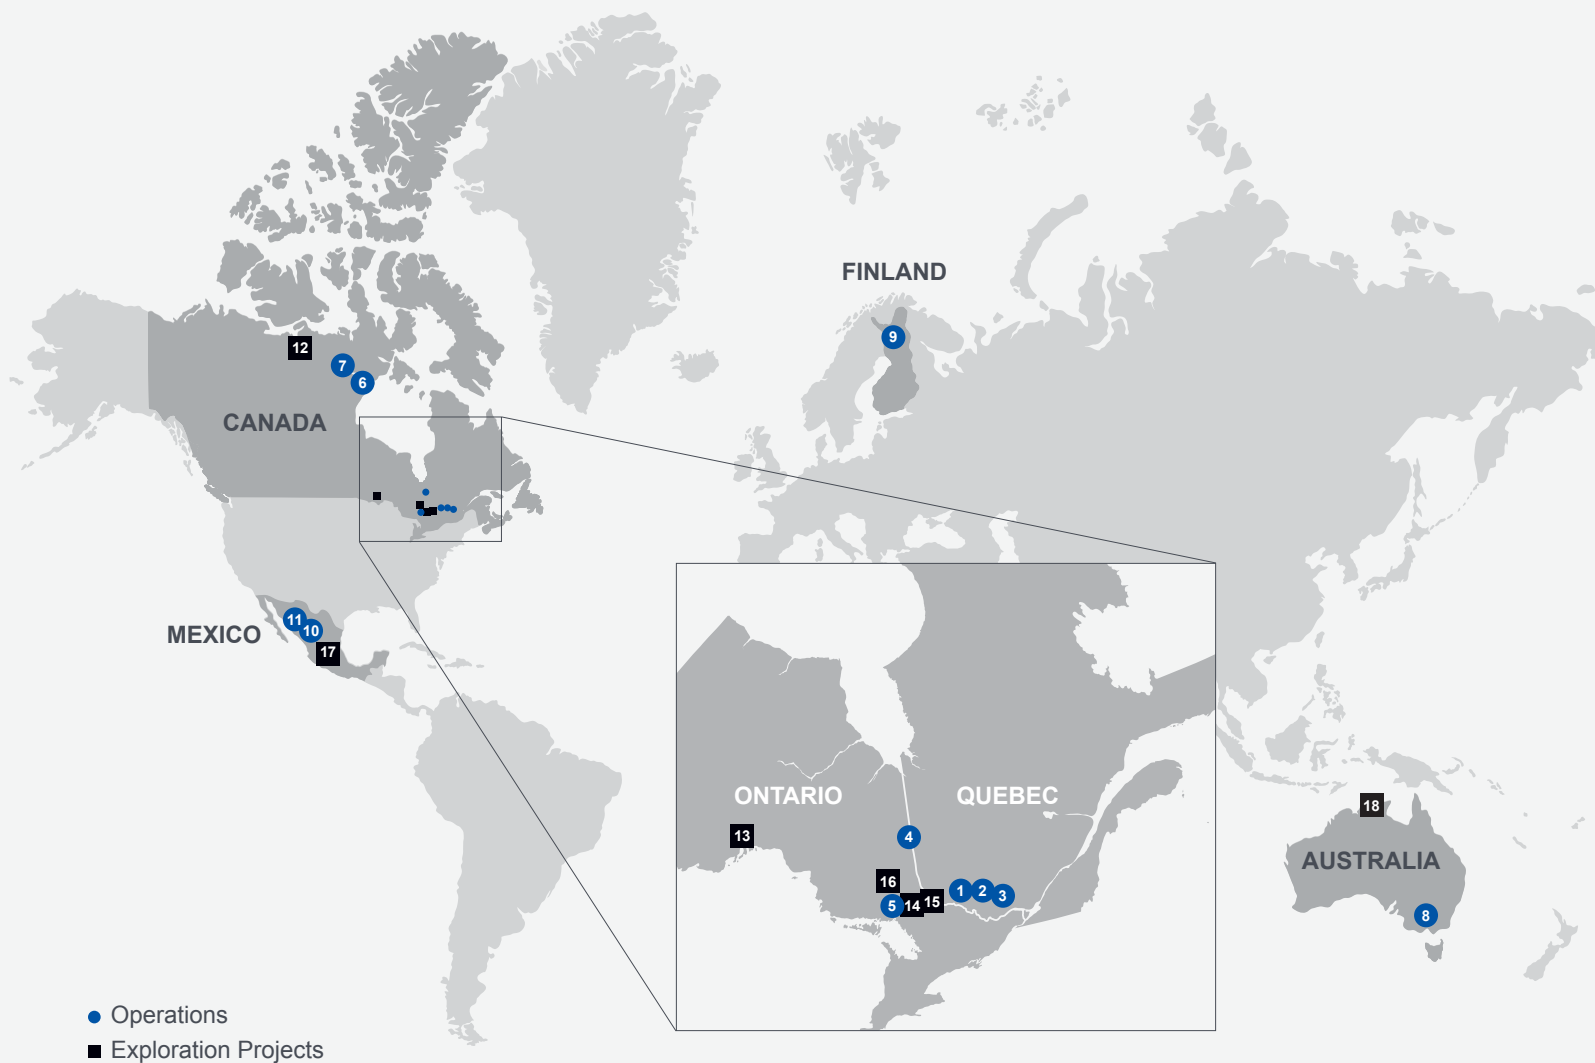 FINLAND
9
12
7
6
CANADA
11
10
MEXICO
17
ONTARIO
QUEBEC
13
4
16
1
2
3
5
14
15
18
AUSTRALIA
8
Operations
Exploration Projects